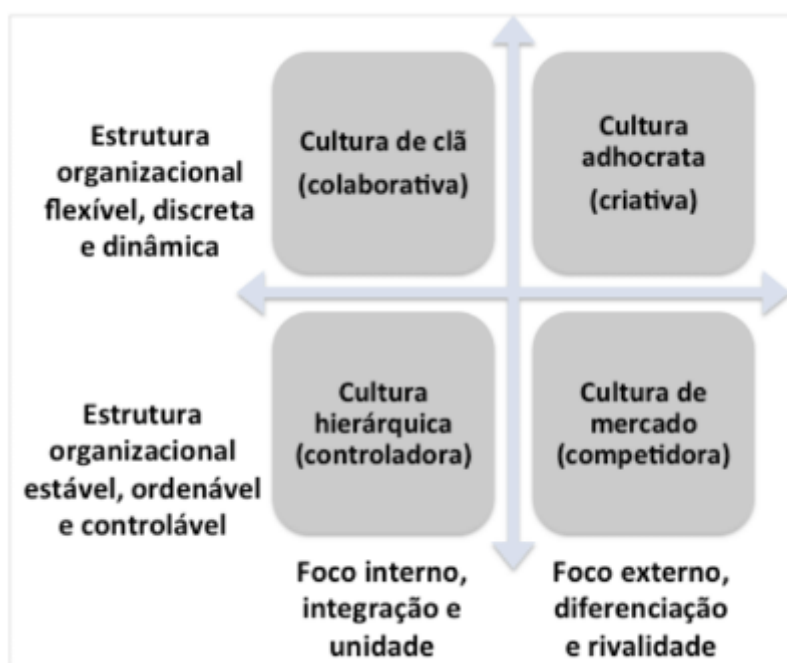 Estrutura
organizacional
flexível, discreta
e dinâmica
Cultura de clã
(colaborativa)
Cultura
adhocrata
(criativa)
Estrutura
organizacional
estável, ordenável
e controlável
Cultura
hierárquica
(controladora)
Cultura de
mercado
(competidora)
Foco interno,
integração e
unidade
Foco externo,
diferenciação
e rivalidade